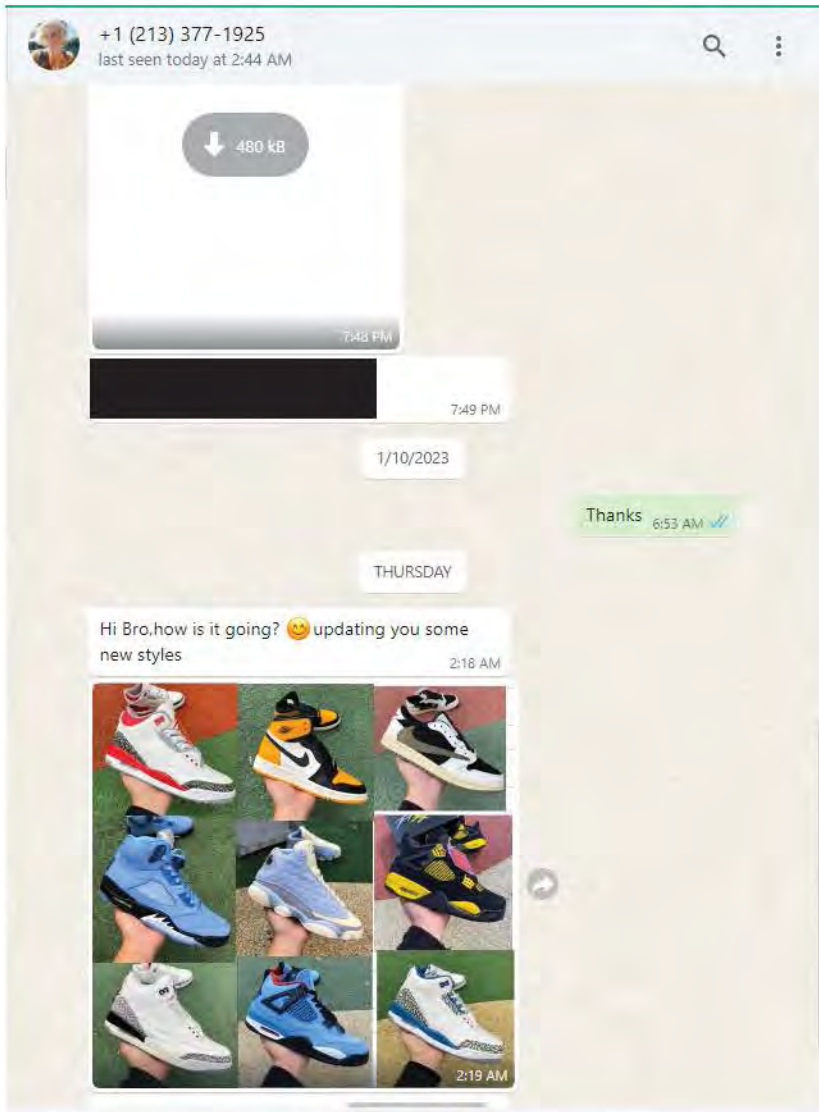 +1 (213) 377-1925
last seen today at 2:44 AM
480 kB
7:48 PM
7:49 PM
1/10/2023
Thanks 6:53 AM
THURSDAY
Hi Bro,how is it going? 😊updating you some
new styles
2:18 AM
2:19 AM